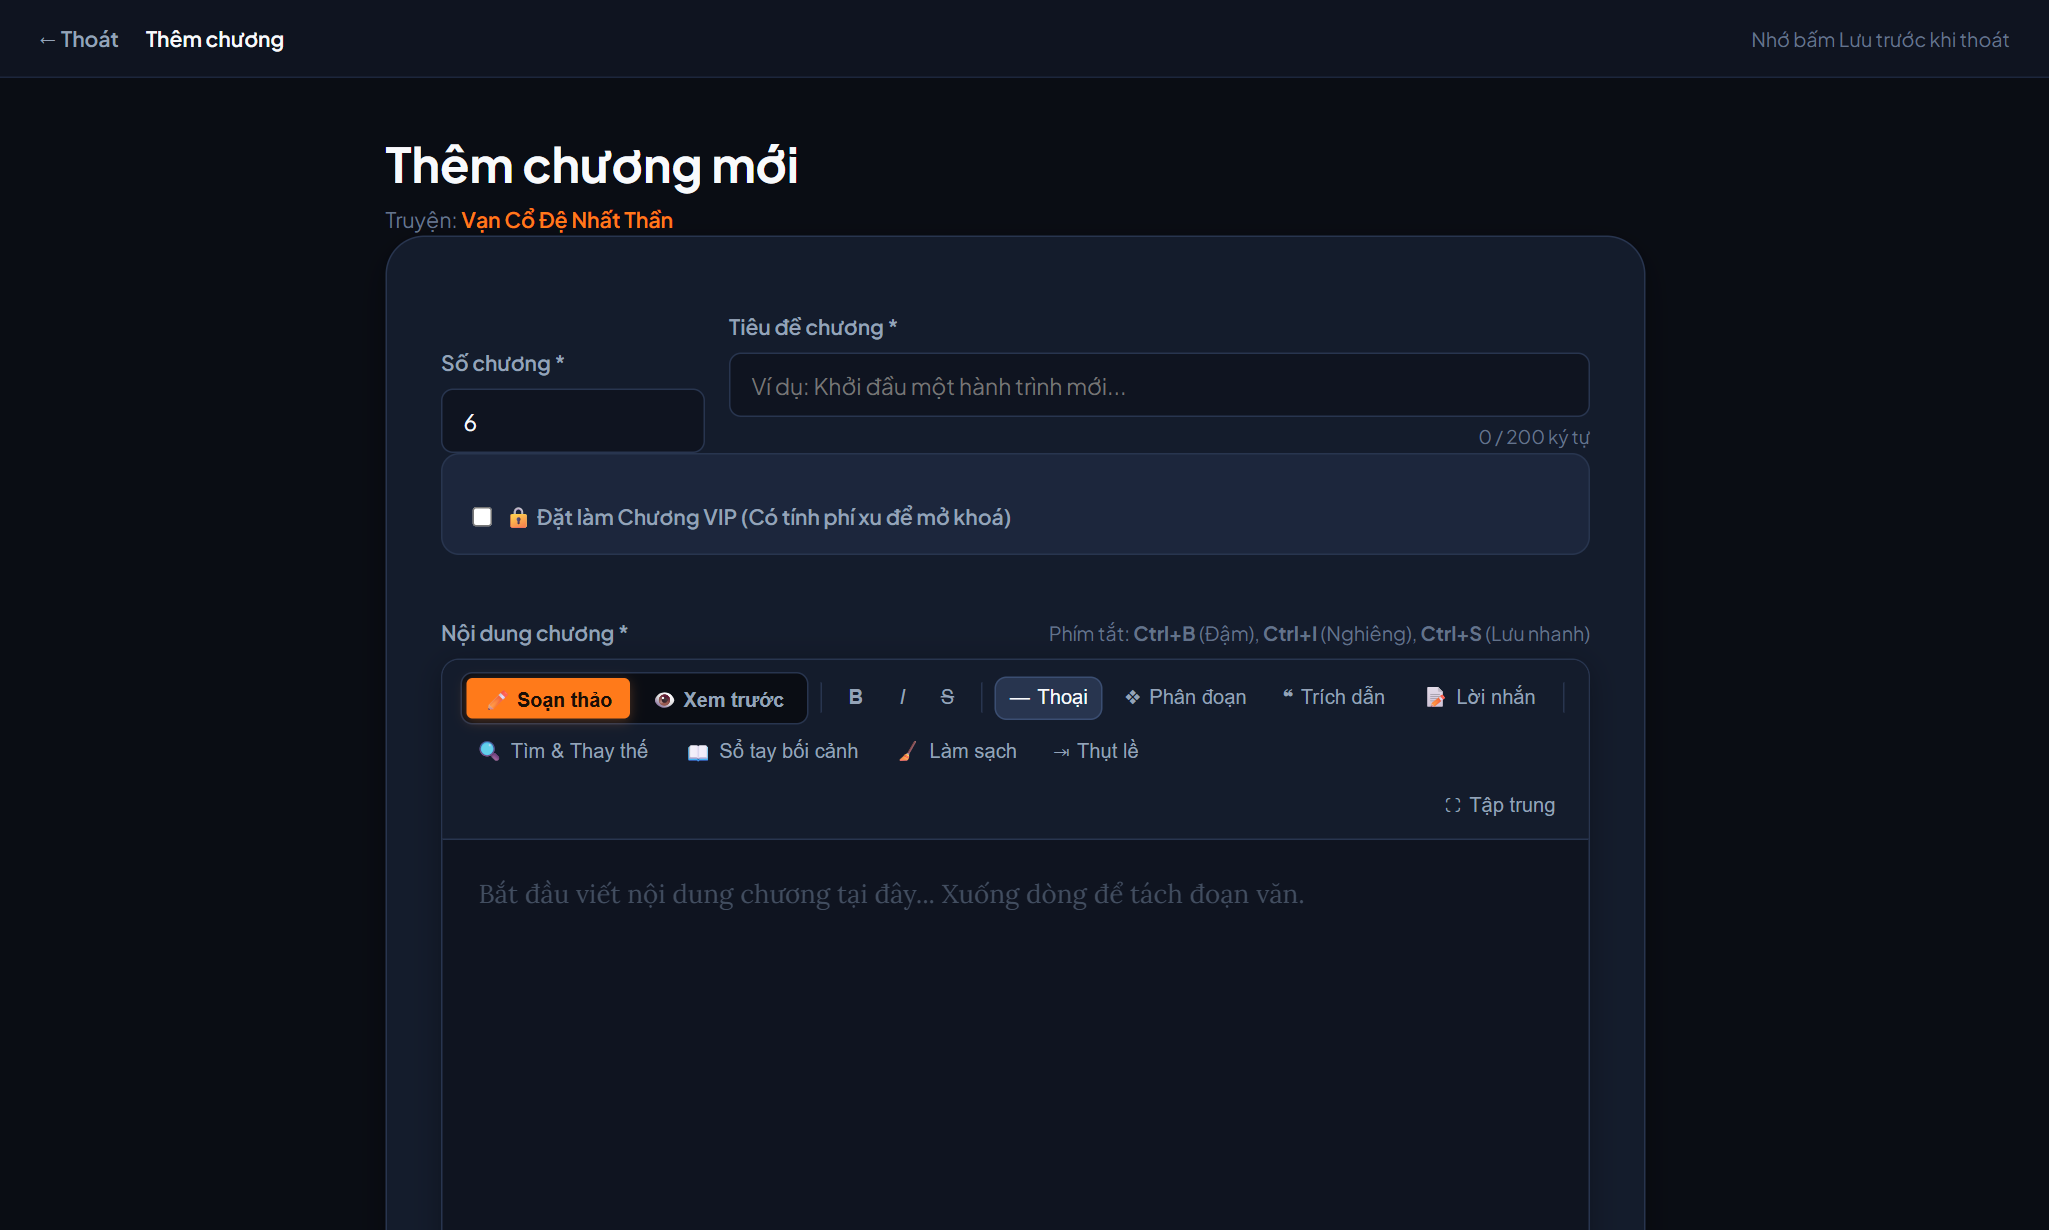 ← Thoát Thêm chương Nhớ bấm Lưu trước khi thoát
Thêm chương mới
Truyện: Vạn Cổ Đệ Nhất Thần
Tiêu đề chương *
Số chương *
Ví dụ: Khởi đầu một hành trình mới...
6
0 / 200 ký tự
🔒 Đặt làm Chương VIP (Có tính phí xu để mở khoá)
Nội dung chương * Phím tắt: Ctrl+B (Đậm), Ctrl+I (Nghiêng), Ctrl+S (Lưu nhanh)
Soạn thảo Xem trước B I S — Thoại ❖ Phân đoạn ❝ Trích dẫn Lời nhắn
Tìm & Thay thế Sổ tay bối cảnh Làm sạch ⇥ Thụt lề
⛶ Tập trung
Bắt đầu viết nội dung chương tại đây... Xuống dòng để tách đoạn văn.